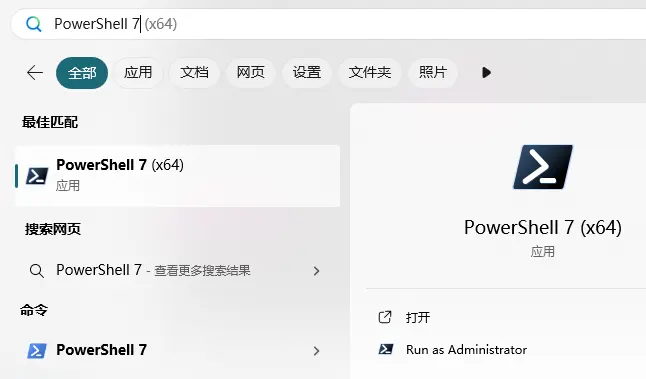 PowerShell 7 (x64)
全部 应用 文档 网页 设置 文件夹 照片
最佳匹配
PowerShell 7 (x64)
应用
搜索网页
PowerShell 7 - 查看更多搜索结果
命令
PowerShell 7
PowerShell 7 (x64)
应用
打开
Run as Administrator